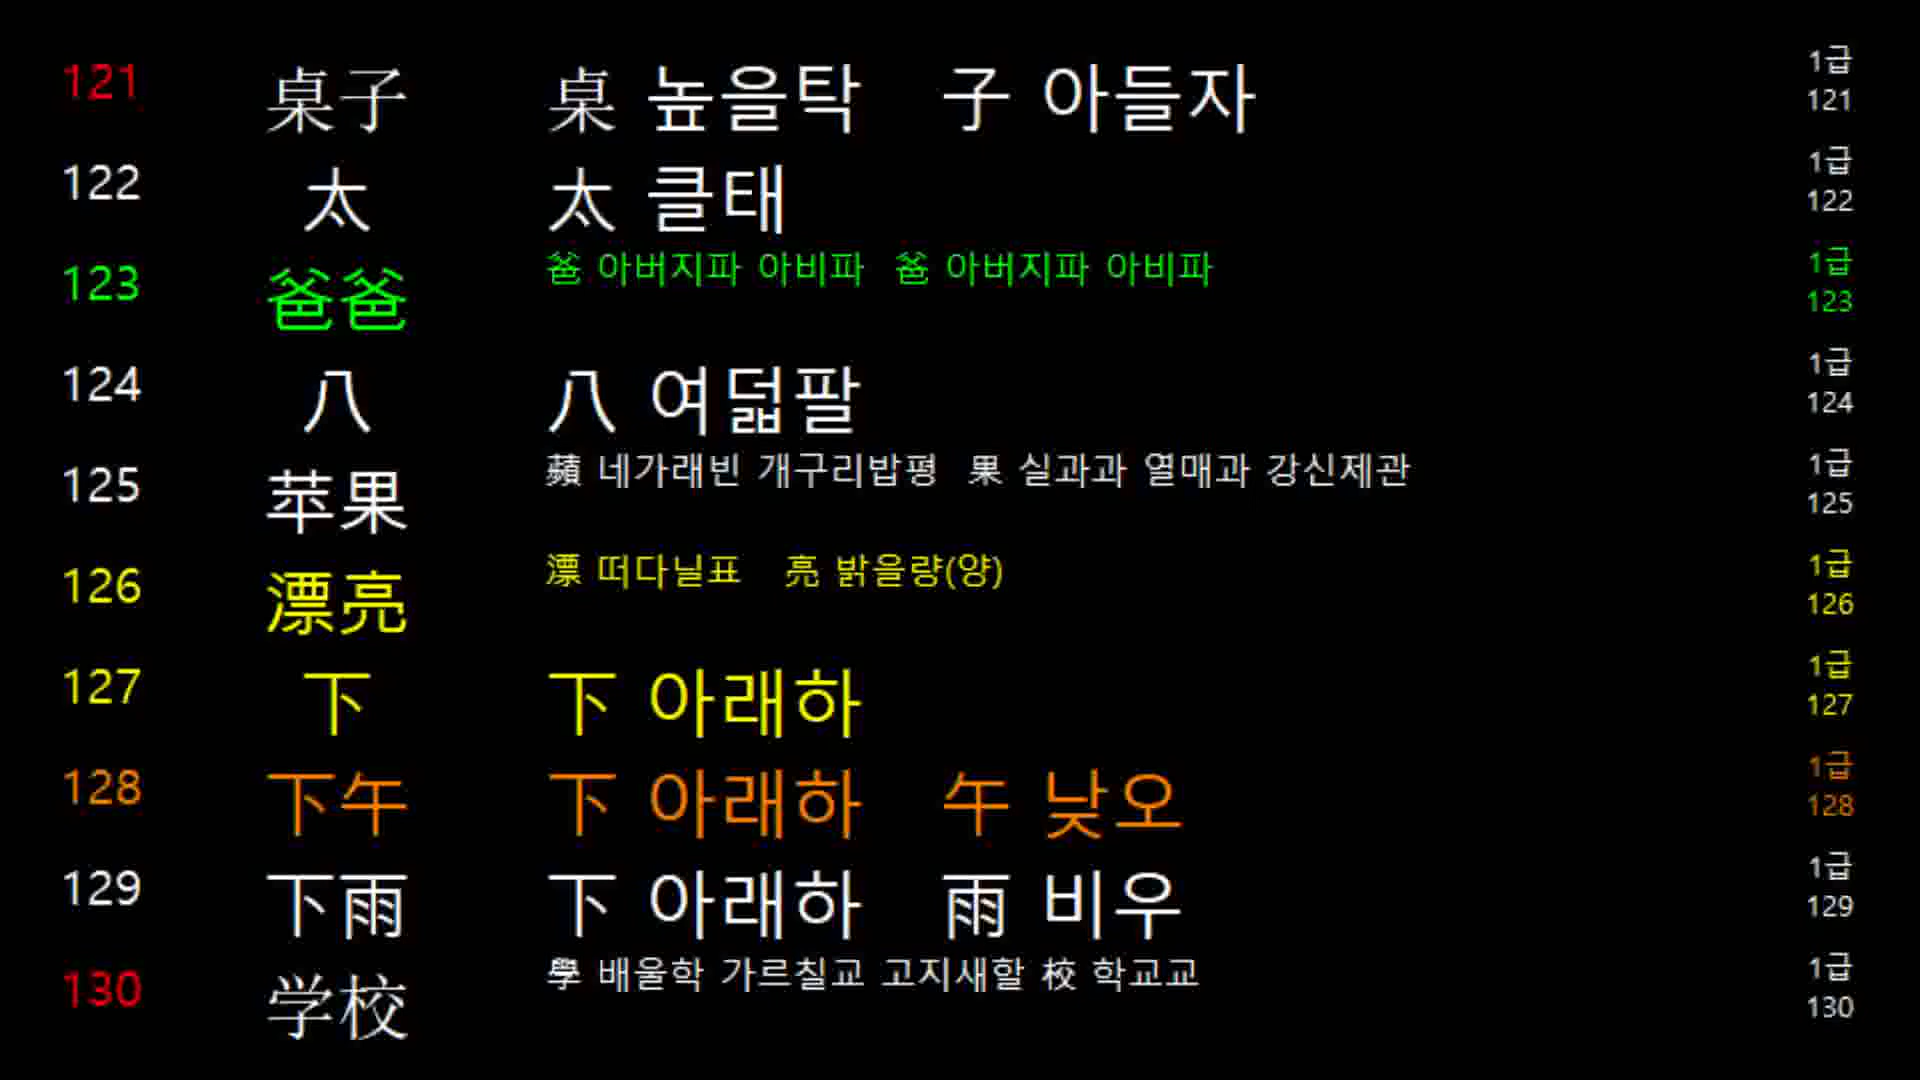 121 桌子 桌 높을탁 子 아들자 1급 121
122 太 太 클태 1급 122
123 爸爸 爸 아버지파 아비파 爸 아버지파 아비파 1급 123
124 八 八 여덟팔 1급 124
125 苹果 蘋 네가래빈 개구리밥평 果 실과과 열매과 강신제관 1급 125
126 漂亮 漂 떠다닐표 亮 밝을량(양) 1급 126
127 下 下 아래하 1급 127
128 下午 下 아래하 午 낮오 1급 128
129 下雨 下 아래하 雨 비우 1급 129
130 学校 學 배울학 가르칠교 고지새할 校 학교교 1급 130